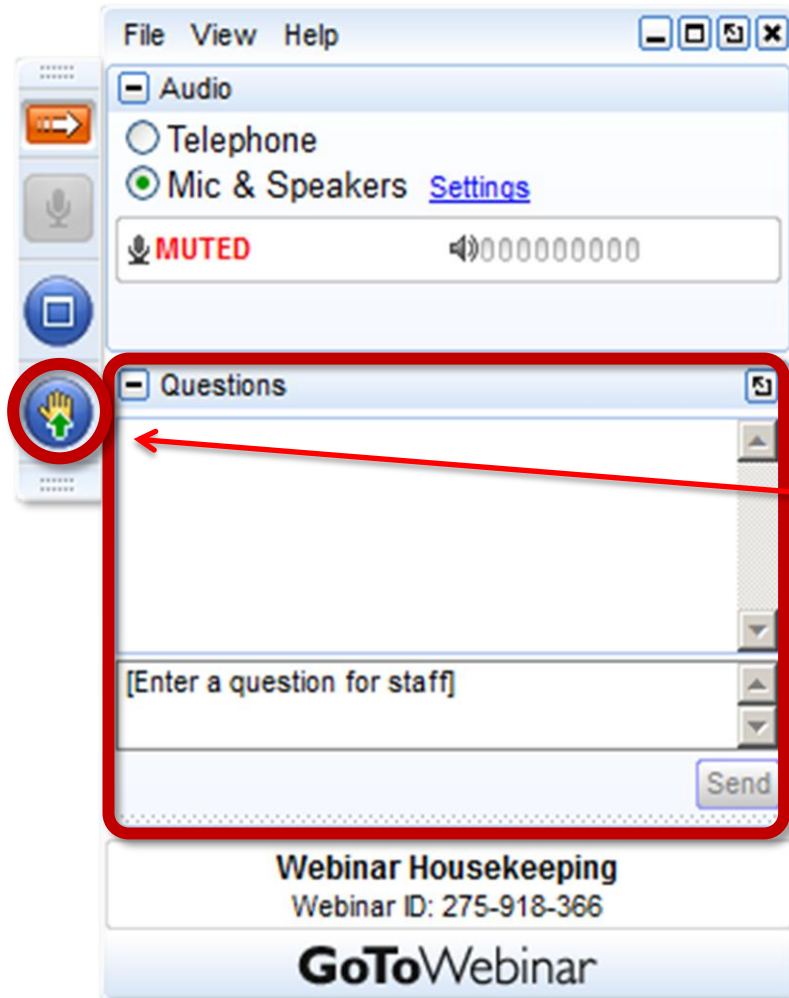 File View Help
Audio
Telephone
Mic & Speakers Settings
MUTED
Questions
[Enter a question for staff]
Send
Webinar Housekeeping
Webinar ID: 275-918-366
GoToWebinar